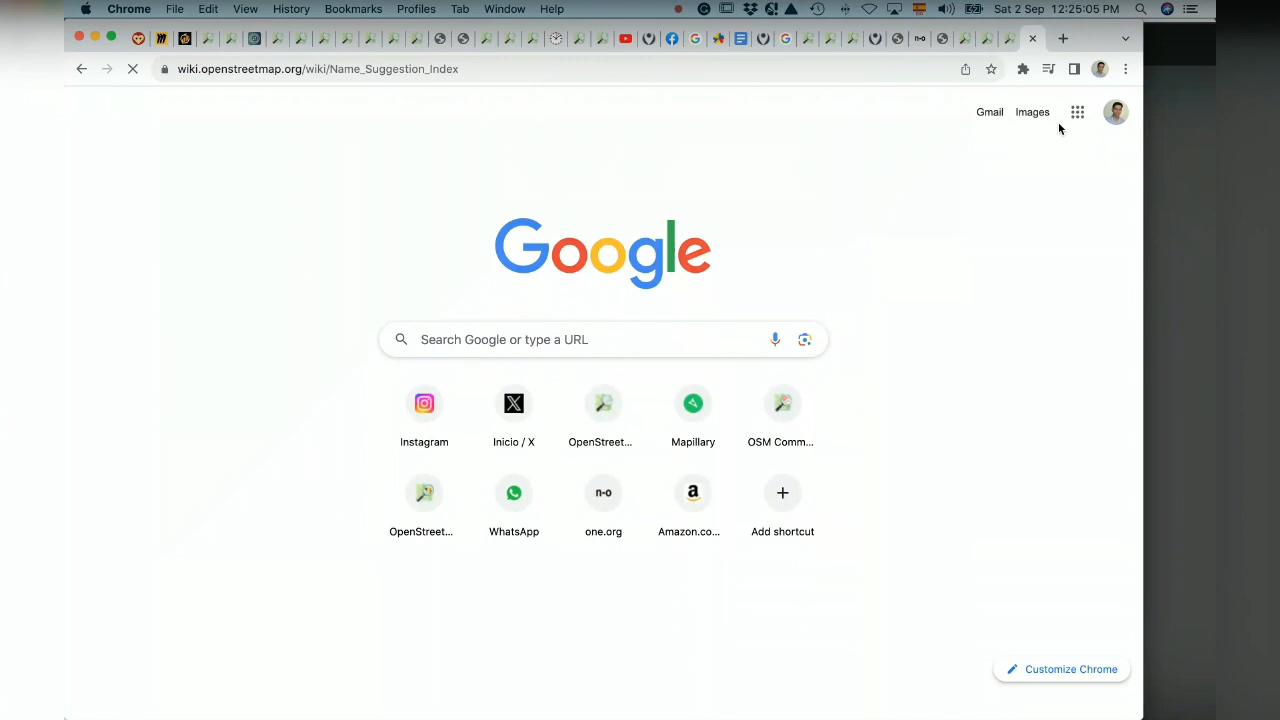 Chrome File Edit View History Bookmarks Profiles Tab Window Help Sat 2 Sep 12:25:05 PM
wiki.openstreetmap.org/wiki/Name_Suggestion_Index
Gmail Images
Google
Search Google or type a URL
Instagram Inicio / X OpenStreet... Mapillary OSM Comm...
n-o
OpenStreet... WhatsApp one.org Amazon.co... Add shortcut
Customize Chrome